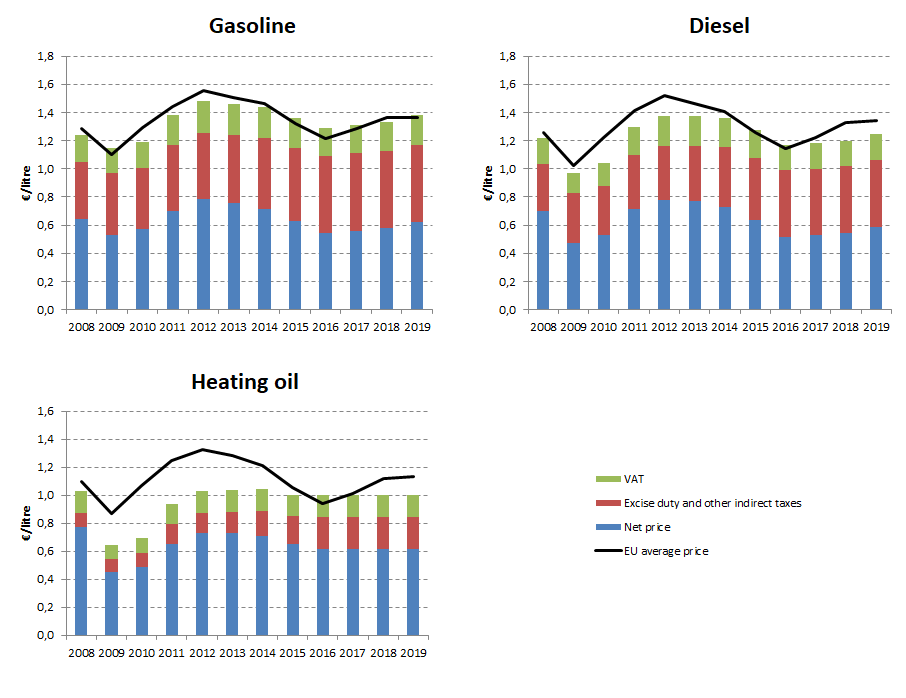 Gasoline
1,8
1,6
1,4
1,2
1,0
0,8
0,6
0,4
0,2
0,0
€/litre
2008 2009 2010 2011 2012 2013 2014 2015 2016 2017 2018 2019
Diesel
1,8
1,6
1,4
1,2
1,0
0,8
0,6
0,4
0,2
0,0
€/litre
2008 2009 2010 2011 2012 2013 2014 2015 2016 2017 2018 2019
Heating oil
1,6
1,4
1,2
1,0
0,8
0,6
0,4
0,2
0,0
€/litre
2008 2009 2010 2011 2012 2013 2014 2015 2016 2017 2018 2019
VAT
Excise duty and other indirect taxes
Net price
EU average price